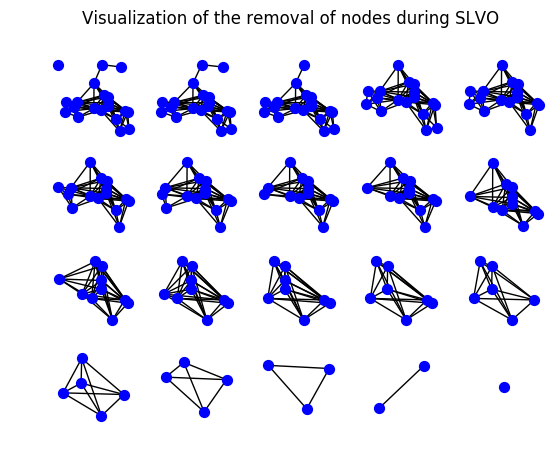 Visualization of the removal of nodes during SLVO